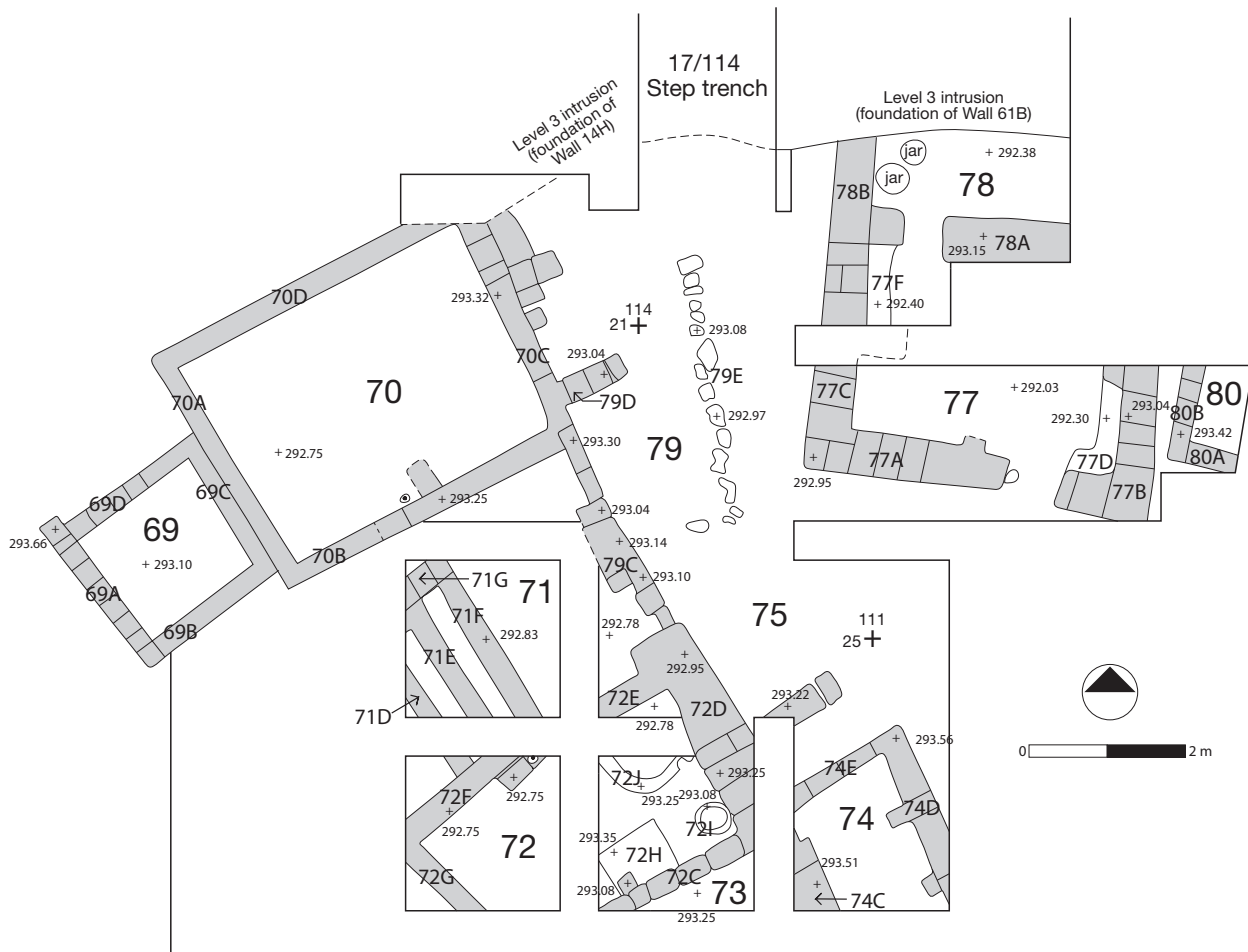 17/114
Step trench
Level 3 intrusion
(foundation of
Wall 14H)
Level 3 intrusion
(foundation of Wall 61B)
jar
jar
292.38
78
78B
78A
293.15
77F
292.40
70D
293.32
114
21
293.08
70C
293.04
79E
70A
70
79D
292.97
77C
77
292.03
292.30
293.04
80B
80
293.42
80A
293.30
79
292.75
77A
292.95
77D
77B
69D
69C
293.25
293.04
293.66
69
293.10
70B
293.14
79C
293.10
69A
69B
71G
71
71F
292.83
71E
71D
292.78
75
111
25
292.95
72E
72D
292.78
293.22
0
2 m
293.56
74E
72J
293.25
293.25
293.08
72F
292.75
292.75
72
72I
74
74D
293.35
72H
293.51
72G
72C
73
293.08
293.25
74C